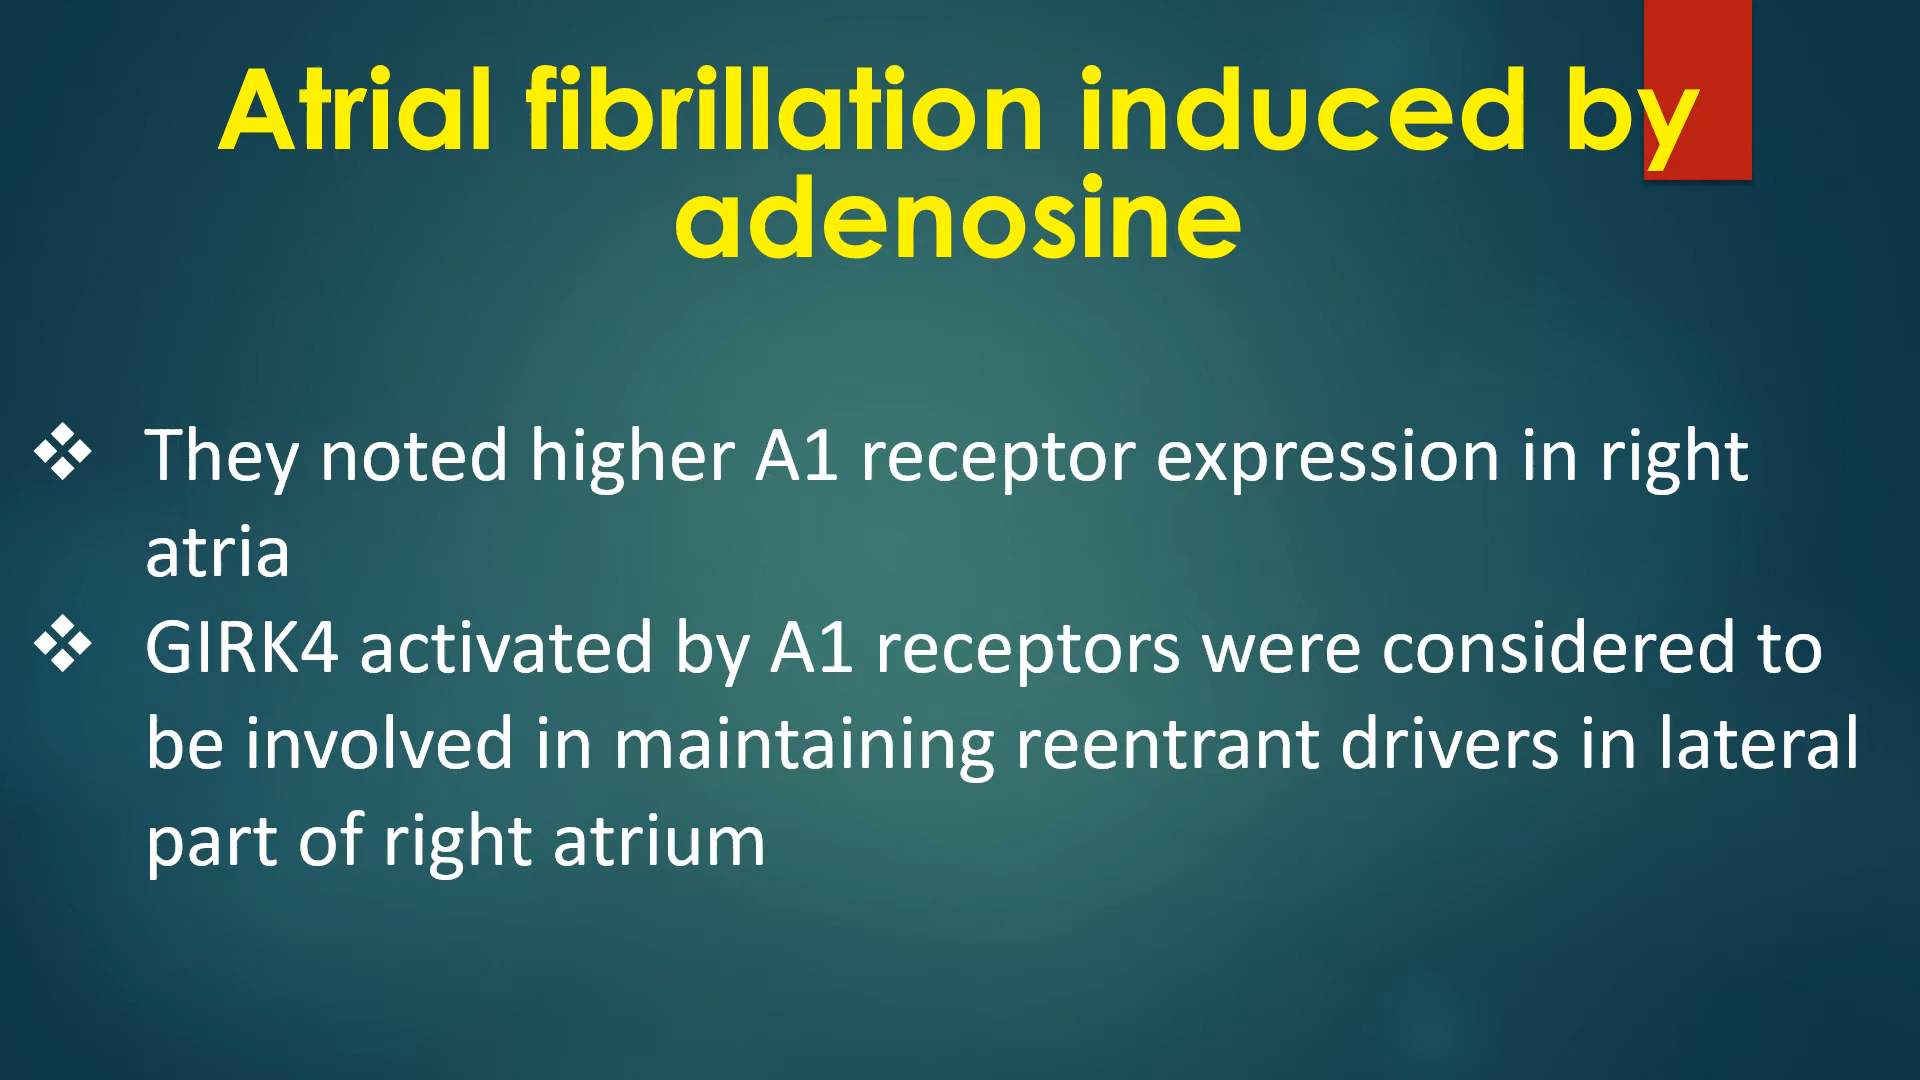 Atrial fibrillation induced by
adenosine
❖ They noted higher A1 receptor expression in right
atria
❖ GIRK4 activated by A1 receptors were considered to
be involved in maintaining reentrant drivers in lateral
part of right atrium